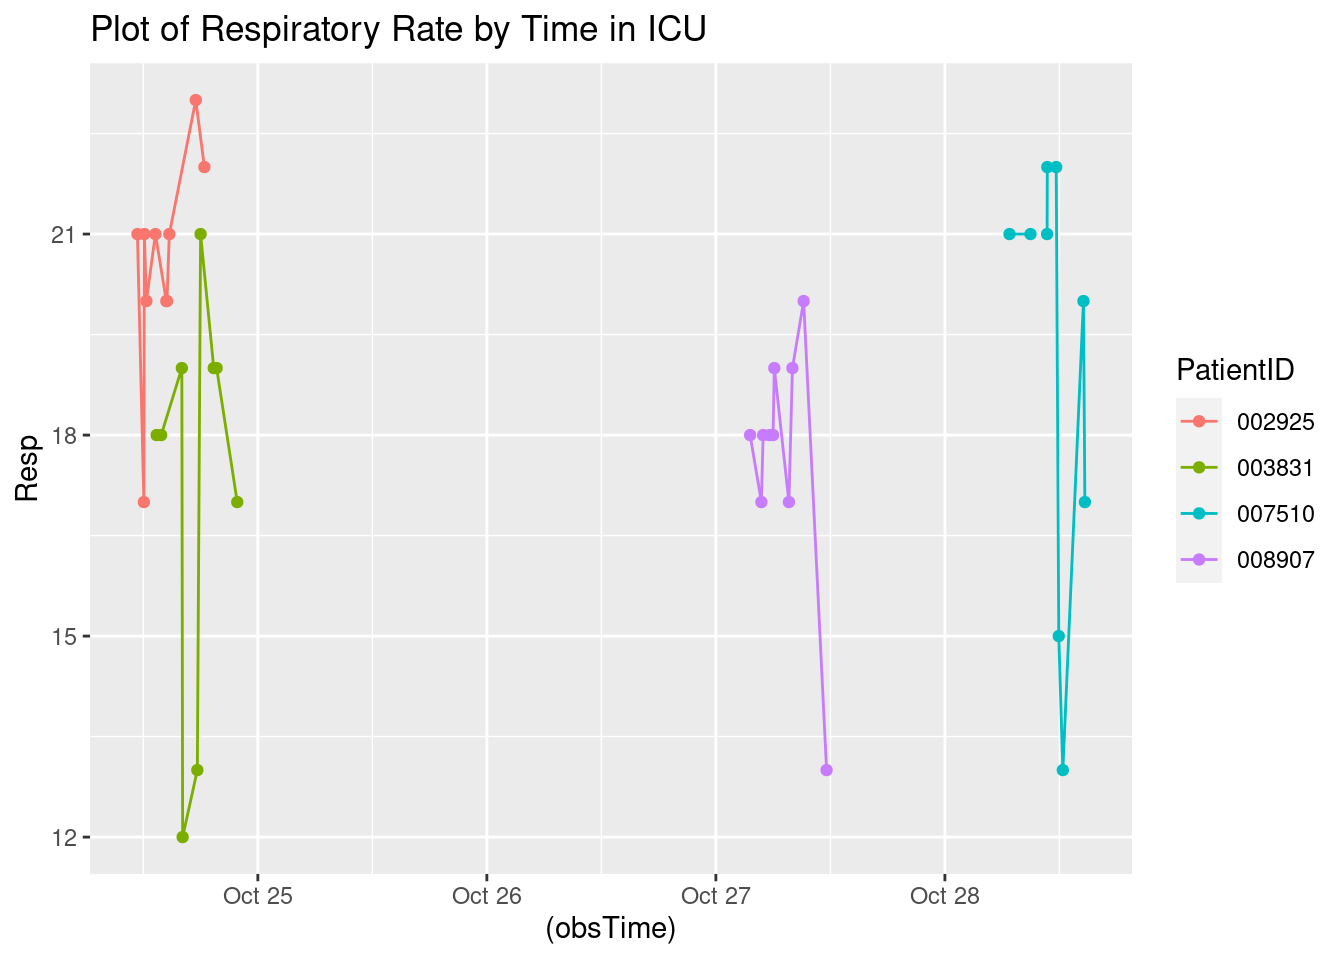 Plot of Respiratory Rate by Time in ICU
21
18
15
12
Resp
Oct 25
Oct 26
Oct 27
Oct 28
(obsTime)
PatientID
002925
003831
007510
008907